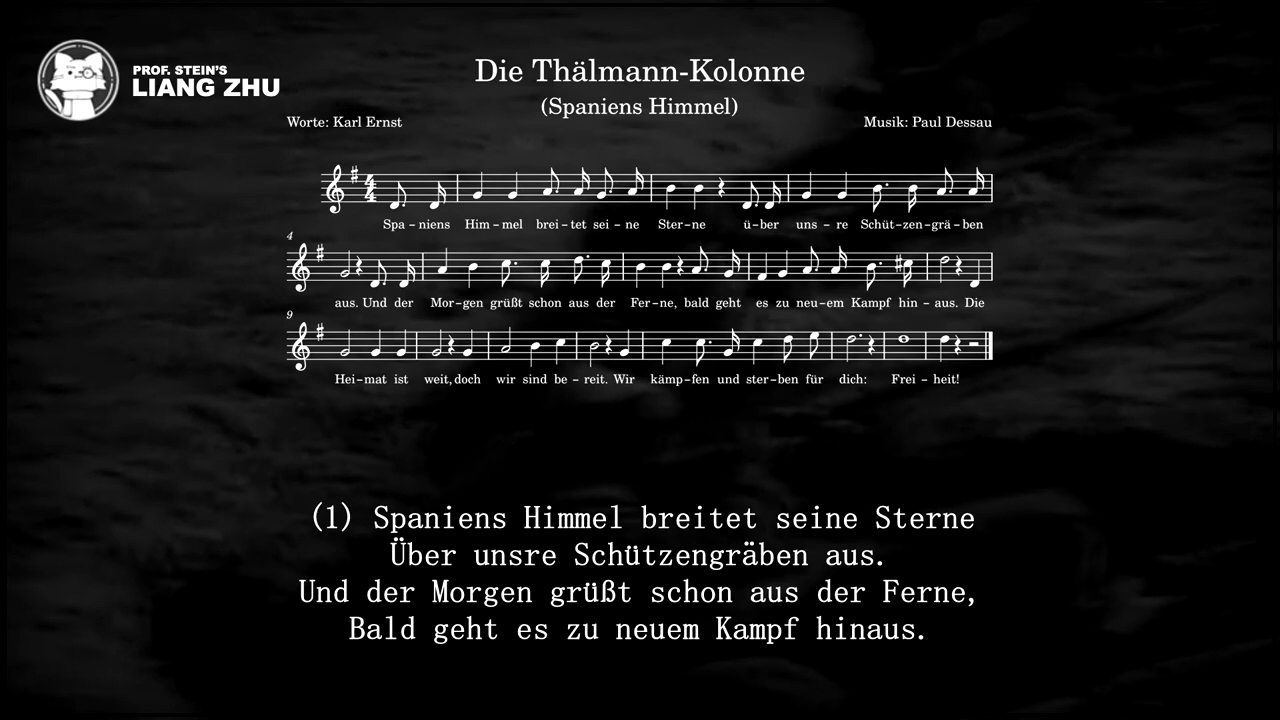 PROF. STEIN'S
LIANG ZHU
Die Thälmann-Kolonne
(Spaniens Himmel)
Worte: Karl Ernst
Musik: Paul Dessau
4
4
Spa – niens Him – mel brei – tet sei – ne Ster – ne ü – ber uns – re Schüt – zen – grä – ben
4
aus. Und der Mor – gen grüßt schon aus der Fer – ne, bald geht es zu neu – em Kampf hin – aus. Die
9
Hei – mat ist weit, doch wir sind be – reit. Wir kämp – fen und ster – ben für dich: Frei – heit!
(1) Spaniens Himmel breitet seine Sterne
Über unsre Schützengräben aus.
Und der Morgen grüßt schon aus der Ferne,
Bald geht es zu neuem Kampf hinaus.